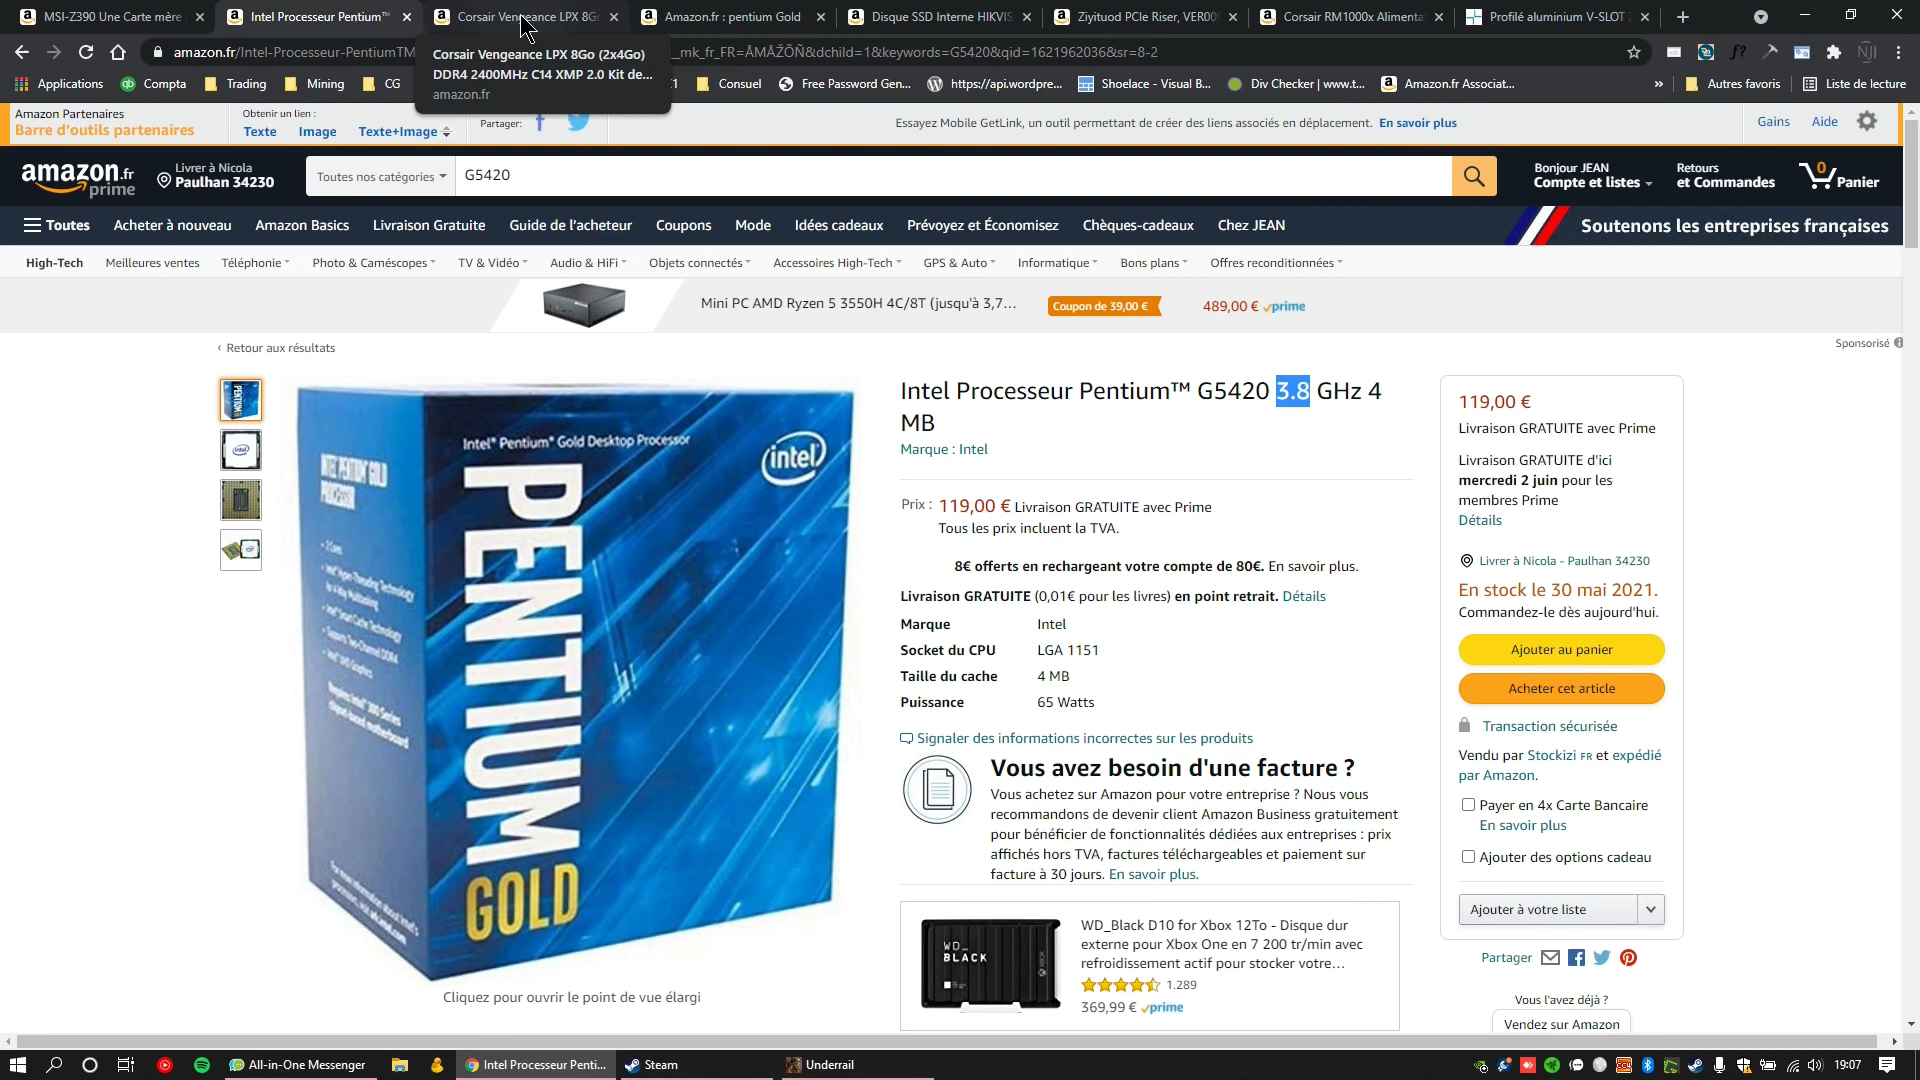 MSI-Z390 Une Carte mère
Intel Processeur Pentium™
Corsair Vengeance LPX 8Go
Amazon.fr : pentium Gold
Disque SSD Interne HIKVIS
Ziyituod PCIe Riser, VER009
Corsair RM1000x Alimenta
Profilé aluminium V-SLOT
amazon.fr/Intel-Processeur-PentiumTM
_mk_fr_FR=ÅMÅŽÕÑ&dchild=1&keywords=G5420&qid=1621962036&sr=8-2
Corsair Vengeance LPX 8Go (2x4Go)
DDR4 2400MHz C14 XMP 2.0 Kit de...
amazon.fr
Applications
Compta
Trading
Mining
CG
Consuel
Free Password Gen...
https://api.wordpre...
Shoelace - Visual B...
Div Checker | www.t...
Amazon.fr Associat...
»
Autres favoris
Liste de lecture
Amazon Partenaires
Barre d'outils partenaires
Obtenir un lien :
Texte
Image
Texte+Image
Partager:
Essayez Mobile GetLink, un outil permettant de créer des liens associés en déplacement. En savoir plus
Gains
Aide
amazon.fr
prime
Livrer à Nicola
Paulhan 34230
Toutes nos catégories
G5420
Bonjour JEAN
Compte et listes
Retours
et Commandes
0
Panier
Toutes
Acheter à nouveau
Amazon Basics
Livraison Gratuite
Guide de l'acheteur
Coupons
Mode
Idées cadeaux
Prévoyez et Économisez
Chèques-cadeaux
Chez JEAN
Soutenons les entreprises françaises
High-Tech
Meilleures ventes
Téléphonie
Photo & Caméscopes
TV & Vidéo
Audio & HiFi
Objets connectés
Accessoires High-Tech
GPS & Auto
Informatique
Bons plans
Offres reconditionnées
Mini PC AMD Ryzen 5 3550H 4C/8T (jusqu'à 3,7...
Coupon de 39,00 €
489,00 € prime
‹ Retour aux résultats
Sponsorisé
Intel® Pentium® Gold Desktop Processor
intel
INTEL PENTIUM GOLD
PROCESSOR
PENTIUM
GOLD
Cliquez pour ouvrir le point de vue élargi
Intel Processeur Pentium™ G5420 3.8 GHz 4
MB
Marque : Intel
Prix : 119,00 € Livraison GRATUITE avec Prime
Tous les prix incluent la TVA.
8€ offerts en rechargeant votre compte de 80€. En savoir plus.
Livraison GRATUITE (0,01€ pour les livres) en point retrait. Détails
Marque Intel
Socket du CPU LGA 1151
Taille du cache 4 MB
Puissance 65 Watts
Signaler des informations incorrectes sur les produits
Vous avez besoin d'une facture ?
Vous achetez sur Amazon pour votre entreprise ? Nous vous
recommandons de devenir client Amazon Business gratuitement
pour bénéficier de fonctionnalités dédiées aux entreprises : prix
affichés hors TVA, factures téléchargeables et paiement sur
facture à 30 jours. En savoir plus.
WD_
BLACK
WD_Black D10 for Xbox 12To - Disque dur
externe pour Xbox One en 7 200 tr/min avec
refroidissement actif pour stocker votre...
1.289
369,99 € prime
119,00 €
Livraison GRATUITE avec Prime
Livraison GRATUITE d'ici
mercredi 2 juin pour les
membres Prime
Détails
Livrer à Nicola - Paulhan 34230
En stock le 30 mai 2021.
Commandez-le dès aujourd'hui.
Ajouter au panier
Acheter cet article
Transaction sécurisée
Vendu par Stockizi FR et expédié
par Amazon.
Payer en 4x Carte Bancaire
En savoir plus
Ajouter des options cadeau
Ajouter à votre liste
Partager
Vous l'avez déjà ?
Vendez sur Amazon
All-in-One Messenger
Intel Processeur Penti...
Steam
Underrail
19:07